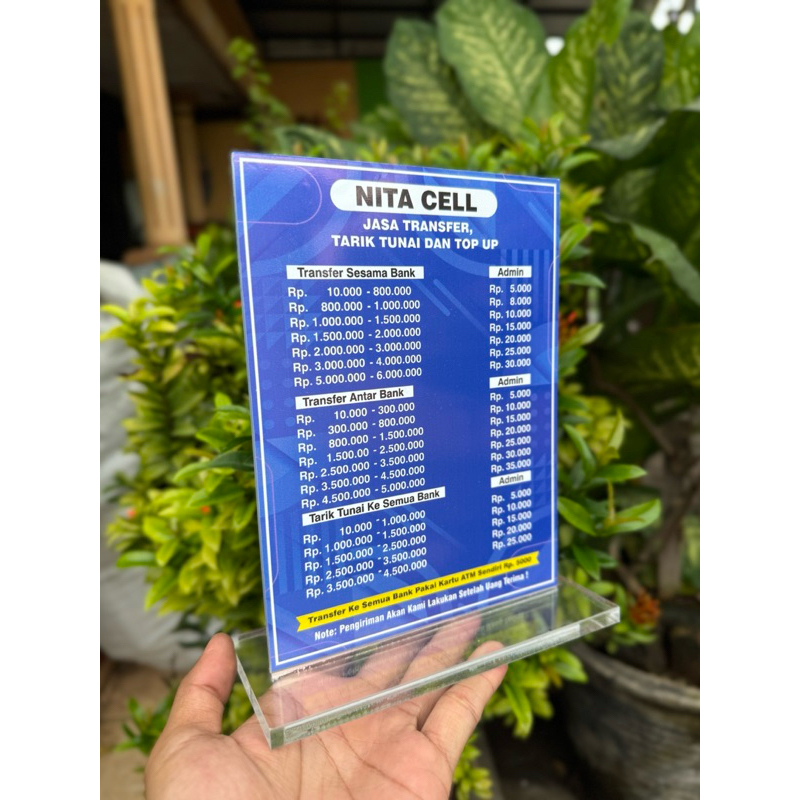 NITA CELL
JASA TRANSFER,
TARIK TUNAI DAN TOP UP
Transfer Sesama Bank Admin
Rp. 10.000 - 800.000 Rp. 5.000
Rp. 800.000 - 1.000.000 Rp. 8.000
Rp. 1.000.000 - 1.500.000 Rp. 10.000
Rp. 1.500.000 - 2.000.000 Rp. 15.000
Rp. 2.000.000 - 3.000.000 Rp. 20.000
Rp. 3.000.000 - 4.000.000 Rp. 25.000
Rp. 5.000.000 - 6.000.000 Rp. 30.000
Transfer Antar Bank Admin
Rp. 10.000 - 300.000 Rp. 5.000
Rp. 300.000 - 800.000 Rp. 10.000
Rp. 800.000 - 1.500.000 Rp. 15.000
Rp. 1.500.00 - 2.500.000 Rp. 20.000
Rp. 2.500.000 - 3.500.000 Rp. 25.000
Rp. 3.500.000 - 4.500.000 Rp. 30.000
Rp. 4.500.000 - 5.000.000 Rp. 35.000
Tarik Tunai Ke Semua Bank Admin
Rp. 10.000 - 1.000.000 Rp. 5.000
Rp. 1.000.000 - 1.500.000 Rp. 10.000
Rp. 1.500.000 - 2.500.000 Rp. 15.000
Rp. 2.500.000 - 3.500.000 Rp. 20.000
Rp. 3.500.000 - 4.500.000 Rp. 25.000
Transfer Ke Semua Bank Pakai Kartu ATM Sendiri Rp. 5000
Note: Pengiriman Akan Kami Lakukan Setelah Uang Terima !